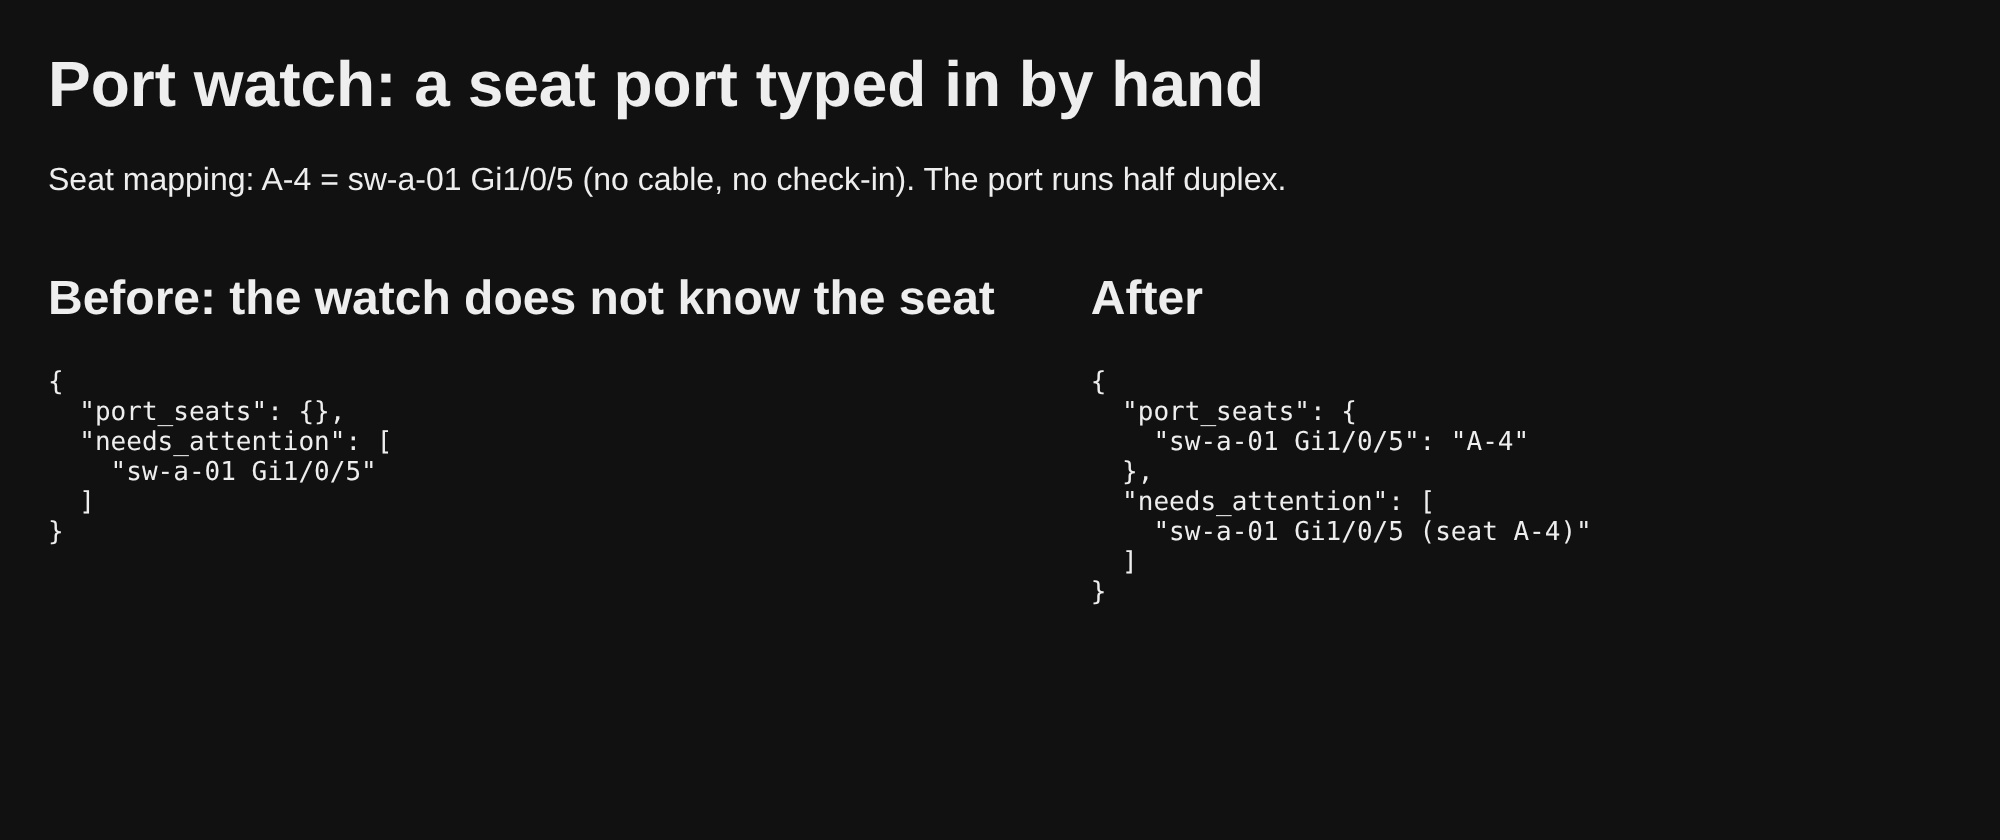 Port watch: a seat port typed in by hand
Seat mapping: A-4 = sw-a-01 Gi1/0/5 (no cable, no check-in). The port runs half duplex.
Before: the watch does not know the seat
{
  "port_seats": {},
  "needs_attention": [
    "sw-a-01 Gi1/0/5"
  ]
}
After
{
  "port_seats": {
    "sw-a-01 Gi1/0/5": "A-4"
  },
  "needs_attention": [
    "sw-a-01 Gi1/0/5 (seat A-4)"
  ]
}